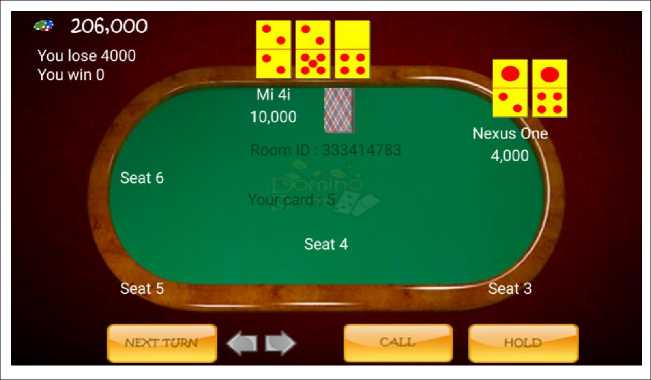 206,000
You lose 4000
You win 0
Mi 4i
10,000
Nexus One
4,000
Room ID : 333414783
Domino
Your card : 5
Seat 6
Seat 4
Seat 5
Seat 3
NEXT TURN
CALL
HOLD